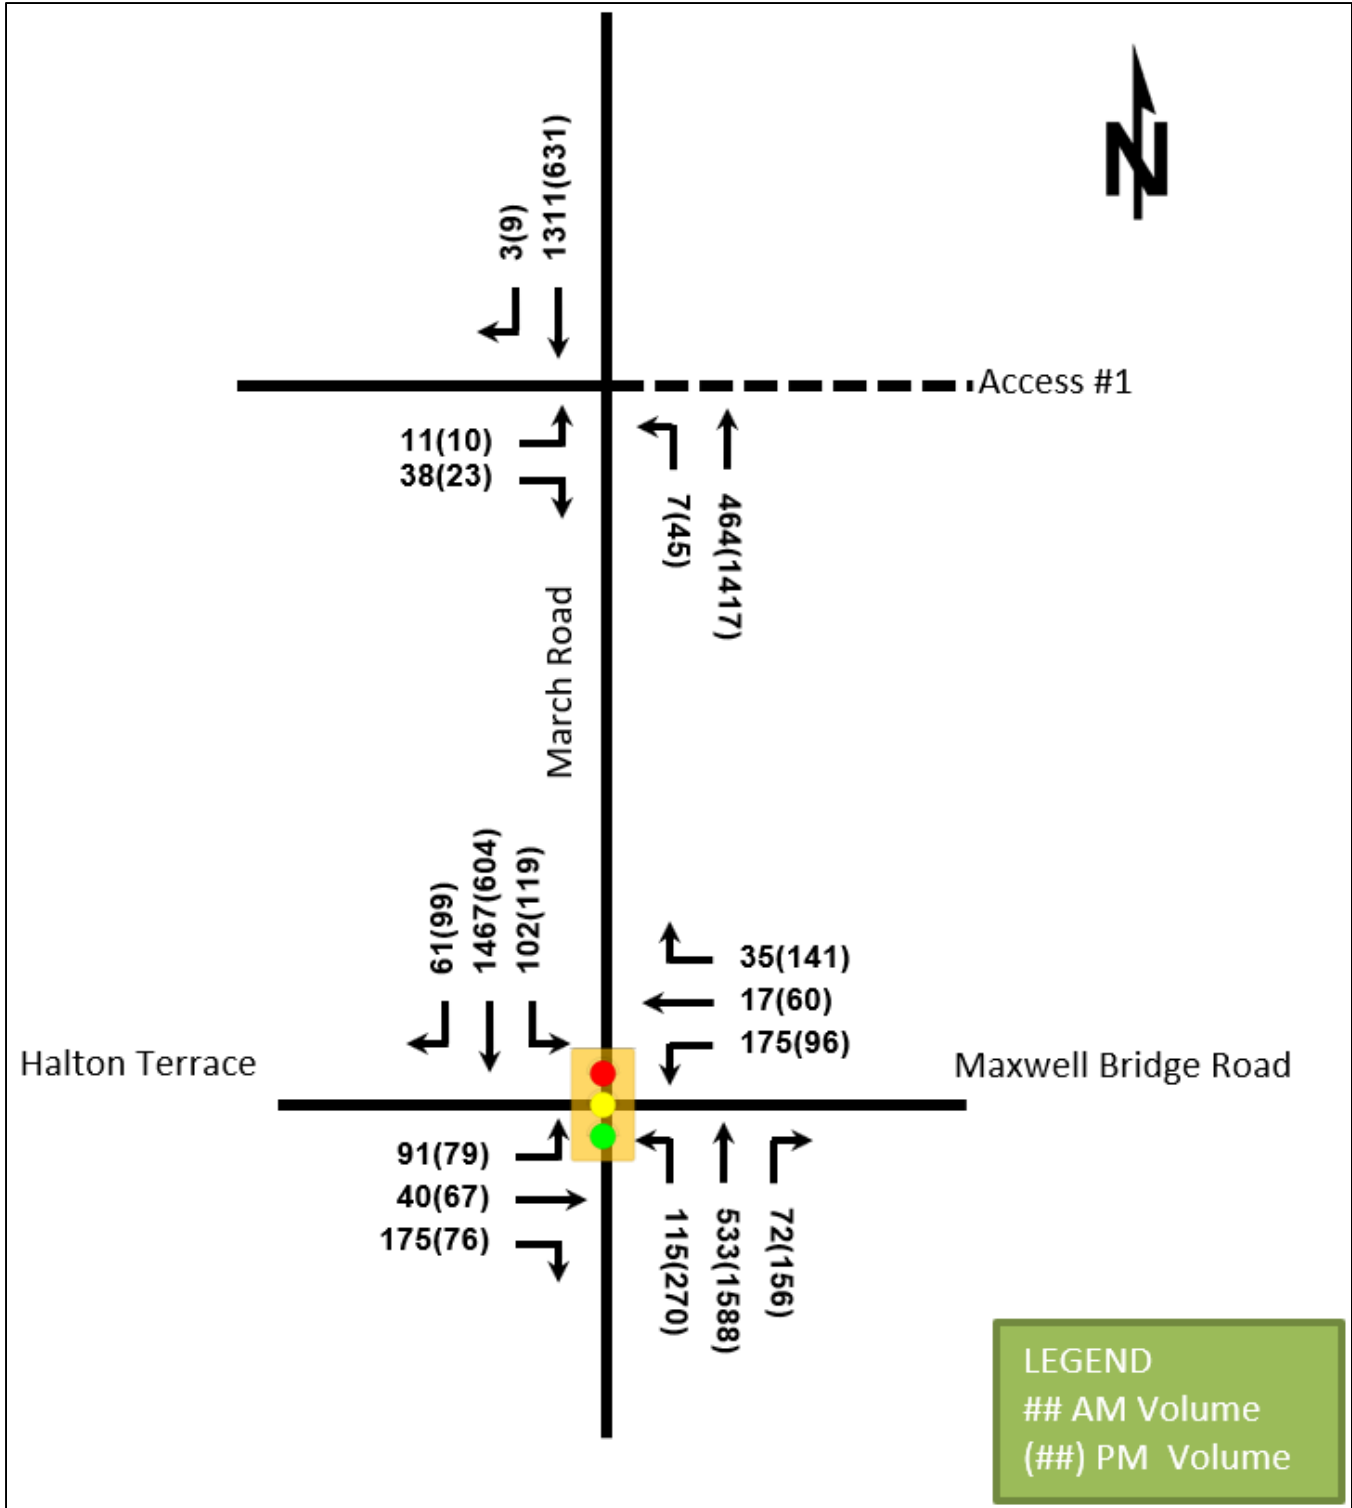 N
3(9)
1311(631)
Access #1
11(10)
38(23)
7(45)
464(1417)
March Road
61(99)
1467(604)
102(119)
35(141)
17(60)
175(96)
Halton Terrace
Maxwell Bridge Road
91(79)
40(67)
175(76)
115(270)
533(1588)
72(156)
LEGEND
## AM Volume
(##) PM Volume